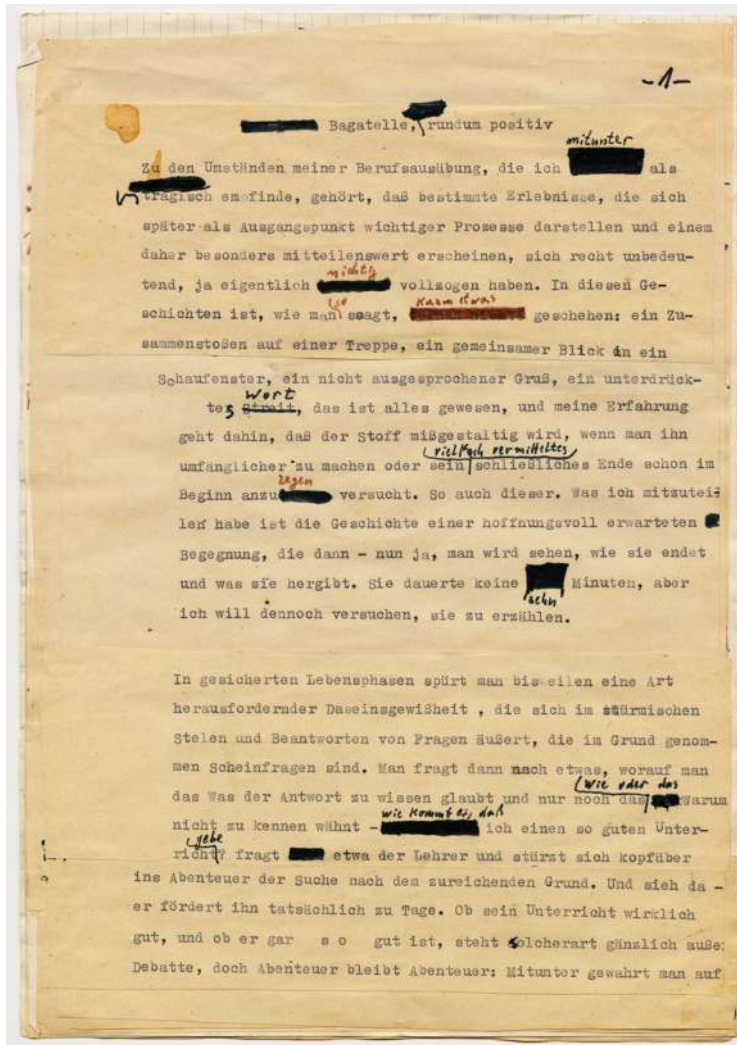 -1-
Bagatelle, rundum positiv
mitunter
Zu den Umständen meiner Berufsausübung, die ich als
tragisch empfinde, gehört, daß bestimmte Erlebnisse, die sich
später als Ausgangspunkt wichtiger Prozesse darstellen und einem
daher besonders mitteilenswert erscheinen, sich recht unbedeu-
nichtig
tend, ja eigentlich vollzogen haben. In diesen Ge-
so kaum etwas
schichten ist, wie man sagt, geschehen: ein Zu-
sammenstoßen auf einer Treppe, ein gemeinsamer Blick in ein
Schaufenster, ein nicht ausgesprochener Gruß, ein unterdrück-
Wort
tes Streit, das ist alles gewesen, und meine Erfahrung
geht dahin, daß der Stoff mißgestaltig wird, wenn man ihn
vielfach vermitteltes
umfänglicher zu machen oder sein schließliches Ende schon im
zeigen
Beginn anzu versucht. So auch dieser. Was ich mitzutei-
len habe ist die Geschichte einer hoffnungsvoll erwarteten
Begegnung, die dann - nun ja, man wird sehen, wie sie endet
und was sie hergibt. Sie dauerte keine Minuten, aber
zehn
ich will dennoch versuchen, sie zu erzählen.
In gesicherten Lebensphasen spürt man bisweilen eine Art
herausfordernder Daseinsgewißheit , die sich im stürmischen
Stelen und Beantworten von Fragen äußert, die im Grund genom-
men Scheinfragen sind. Man fragt dann nach etwas, worauf man
Wie oder das
das Was der Antwort zu wissen glaubt und nur noch das Warum
wie kommt es, daß
nicht zu kennen wähnt - ich einen so guten Unter-
gebe
richt? fragt etwa der Lehrer und stürzt sich kopfüber
ins Abenteuer der Suche nach dem zureichenden Grund. Und sieh da -
er fördert ihn tatsächlich zu Tage. Ob sein Unterricht wirklich
gut, und ob er gar s o gut ist, steht solcherart gänzlich auße
Debatte, doch Abenteuer bleibt Abenteuer: Mitunter gewahrt man auf